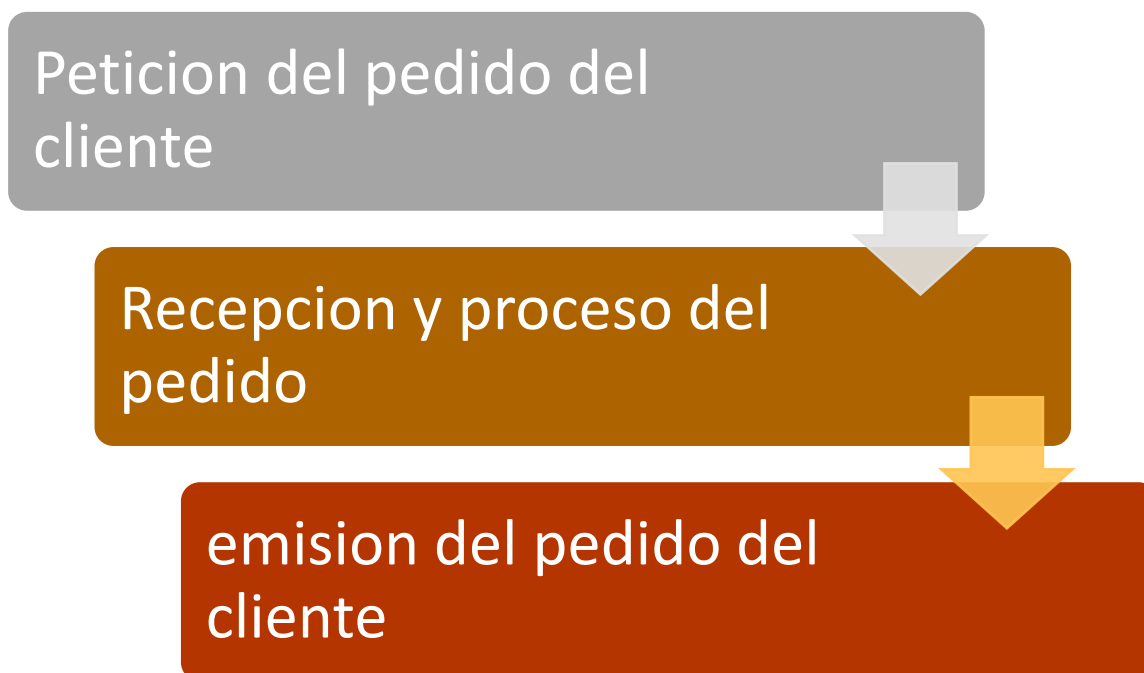 Peticion del pedido del
cliente
Recepcion y proceso del
pedido
emision del pedido del
cliente